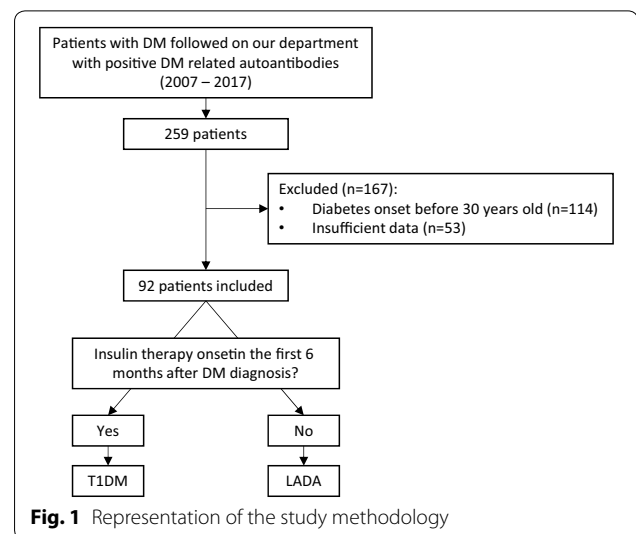 Patients with DM followed on our department
with positive DM related autoantibodies
(2007 – 2017)
259 patients
Excluded (n=167):
• Diabetes onset before 30 years old (n=114)
• Insufficient data (n=53)
92 patients included
Insulin therapy onsetin the first 6
months after DM diagnosis?
Yes
No
T1DM
LADA
Fig. 1 Representation of the study methodology